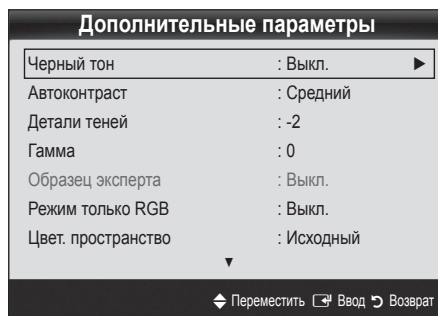 Дополнительные параметры
Черный тон : Выкл. ▶
Автоконтраст : Средний
Детали теней : -2
Гамма : 0
Образец эксперта : Выкл.
Режим только RGB : Выкл.
Цвет. пространство : Исходный
▼
Переместить Ввод Возврат